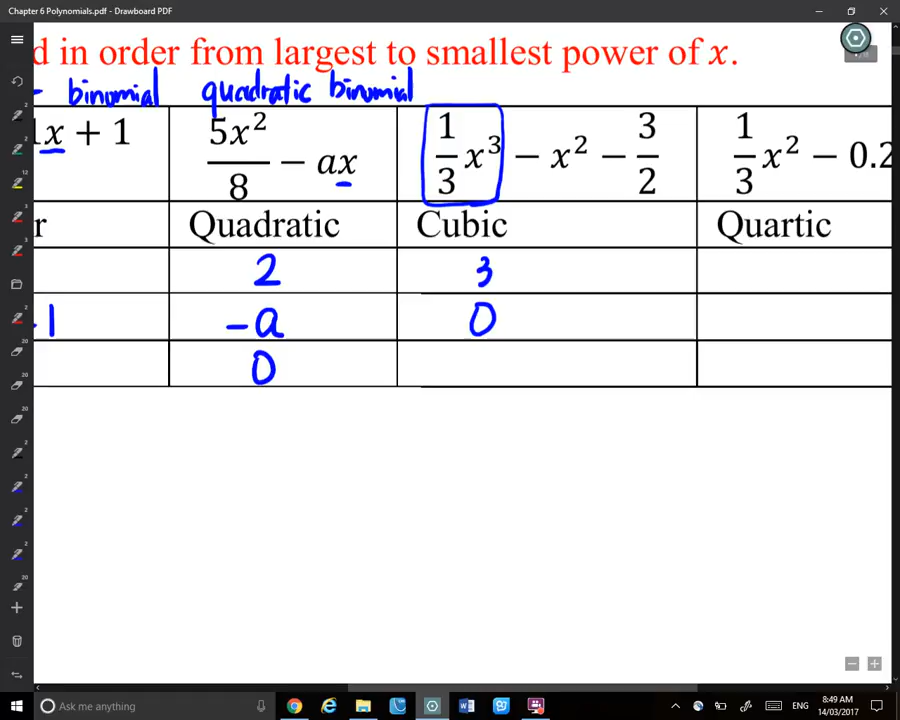 Chapter 6 Polynomials.pdf - Drawboard PDF
d in order from largest to smallest power of x.
binomial quadratic binomial
1x + 1 5x²/8 − ax 1/3 x³ − x² − 3/2 1/3 x² − 0.2
r Quadratic Cubic Quartic
2 3
-1 -a 0
0
Ask me anything
ENG
8:49 AM
14/03/2017